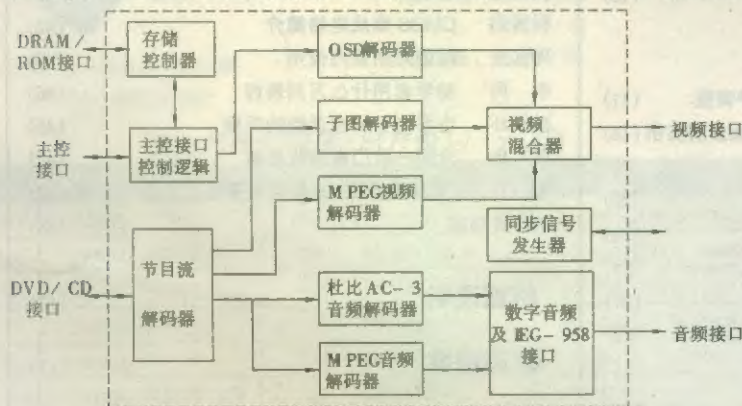 DRAM／
ROM接口
存储
控制器
OSD解码器
主控
接口
主控接口
控制逻辑
子图解码器
视频
混合器
视频接口
MPEG视频
解码器
同步信号
发生器
DVD/CD
接口
节目流
解码器
杜比AC-3
音频解码器
数字音频
及IEG-958
接口
音频接口
MPEG音频
解码器